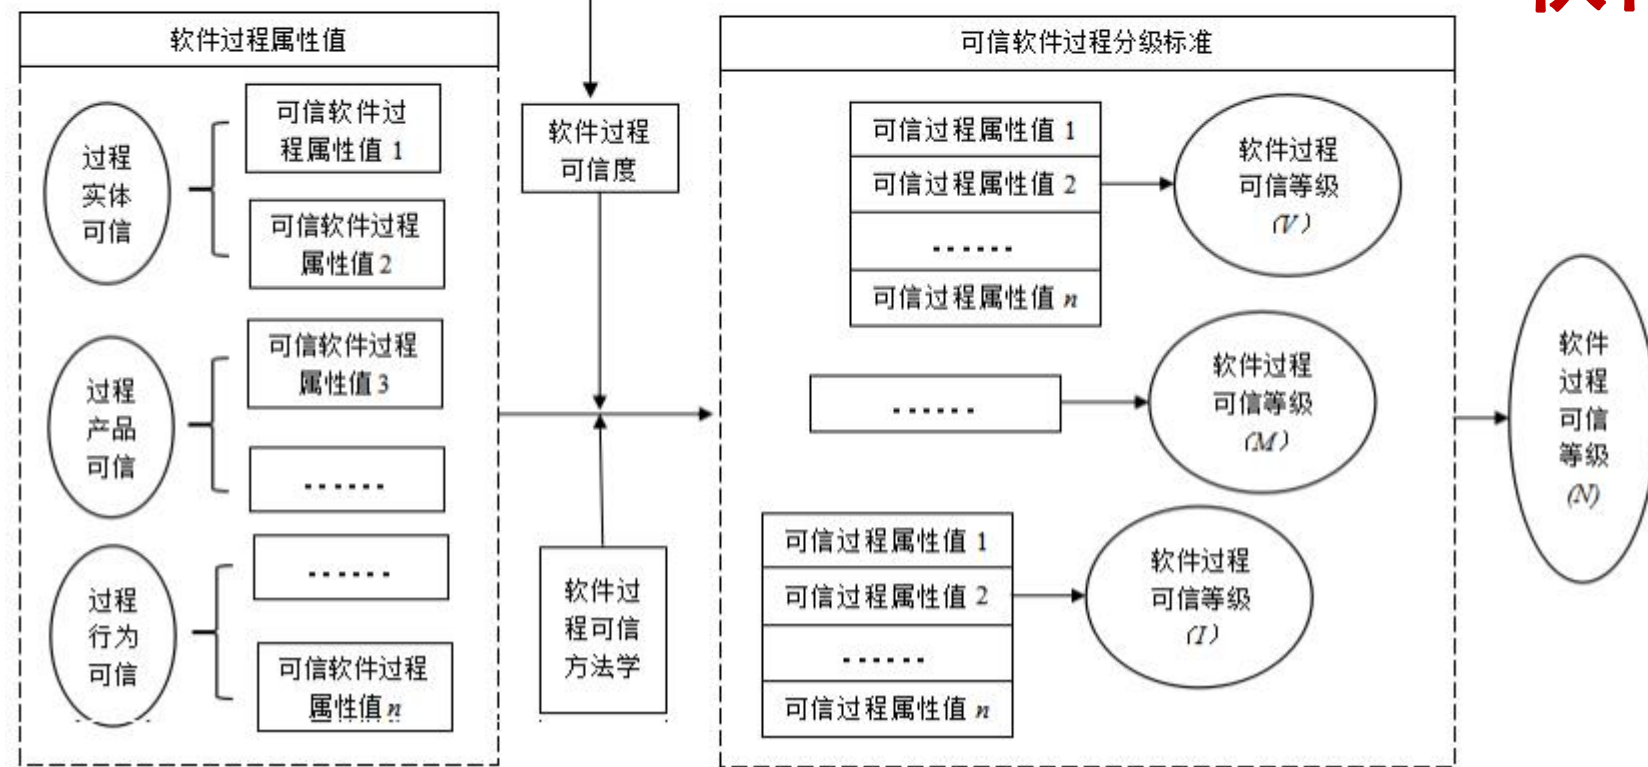 软件过程属性值
过程
实体
可信
可信软件过
程属性值 1
可信软件过程
属性值 2
过程
产品
可信
可信软件过程
属性值 3
......
过程
行为
可信
......
可信软件过程
属性值 n
软件过程
可信度
软件过
程可信
方法学
可信软件过程分级标准
可信过程属性值 1
可信过程属性值 2
......
可信过程属性值 n
软件过程
可信等级
(V)
......
软件过程
可信等级
(M)
可信过程属性值 1
可信过程属性值 2
......
可信过程属性值 n
软件过程
可信等级
(I)
软件
过程
可信
等级
(N)